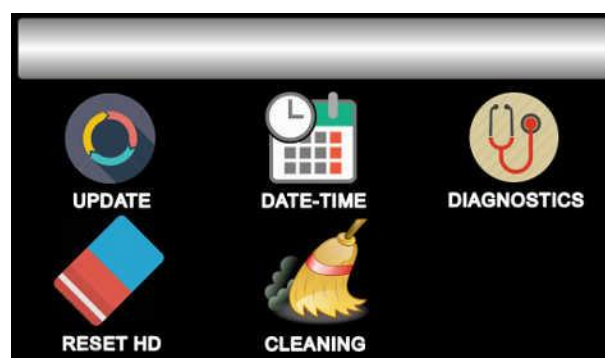 UPDATE
DATE-TIME
DIAGNOSTICS
RESET HD
CLEANING